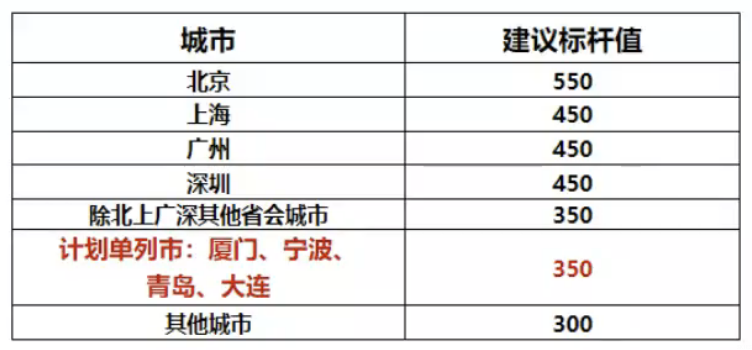 城市 建议标杆值
北京 550
上海 450
广州 450
深圳 450
除北上广深其他省会城市 350
计划单列市：厦门、宁波、
青岛、大连 350
其他城市 300